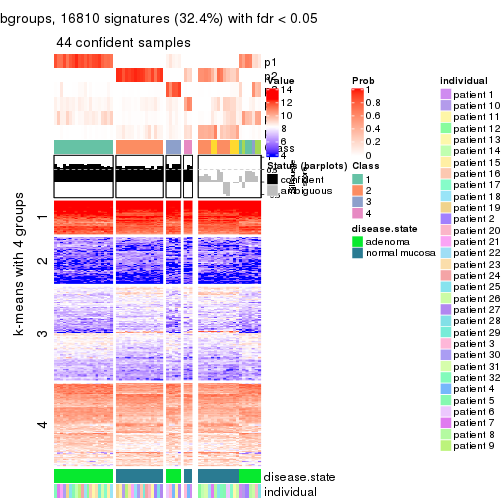 bgroups, 16810 signatures (32.4%) with fdr < 0.05
44 confident samples
p1
p2
Value
14
12
10
8
6
4
Prob
1
0.8
0.6
0.4
0.2
0
Status (barplots)
confident
ambiguous
Class
1
2
3
4
disease.state
adenoma
normal mucosa
individual
patient 1
patient 10
patient 11
patient 12
patient 13
patient 14
patient 15
patient 16
patient 17
patient 18
patient 19
patient 2
patient 20
patient 21
patient 22
patient 23
patient 24
patient 25
patient 26
patient 27
patient 28
patient 29
patient 3
patient 30
patient 31
patient 32
patient 4
patient 5
patient 6
patient 7
patient 8
patient 9
k-means with 4 groups
1
2
3
4
disease.state
individual